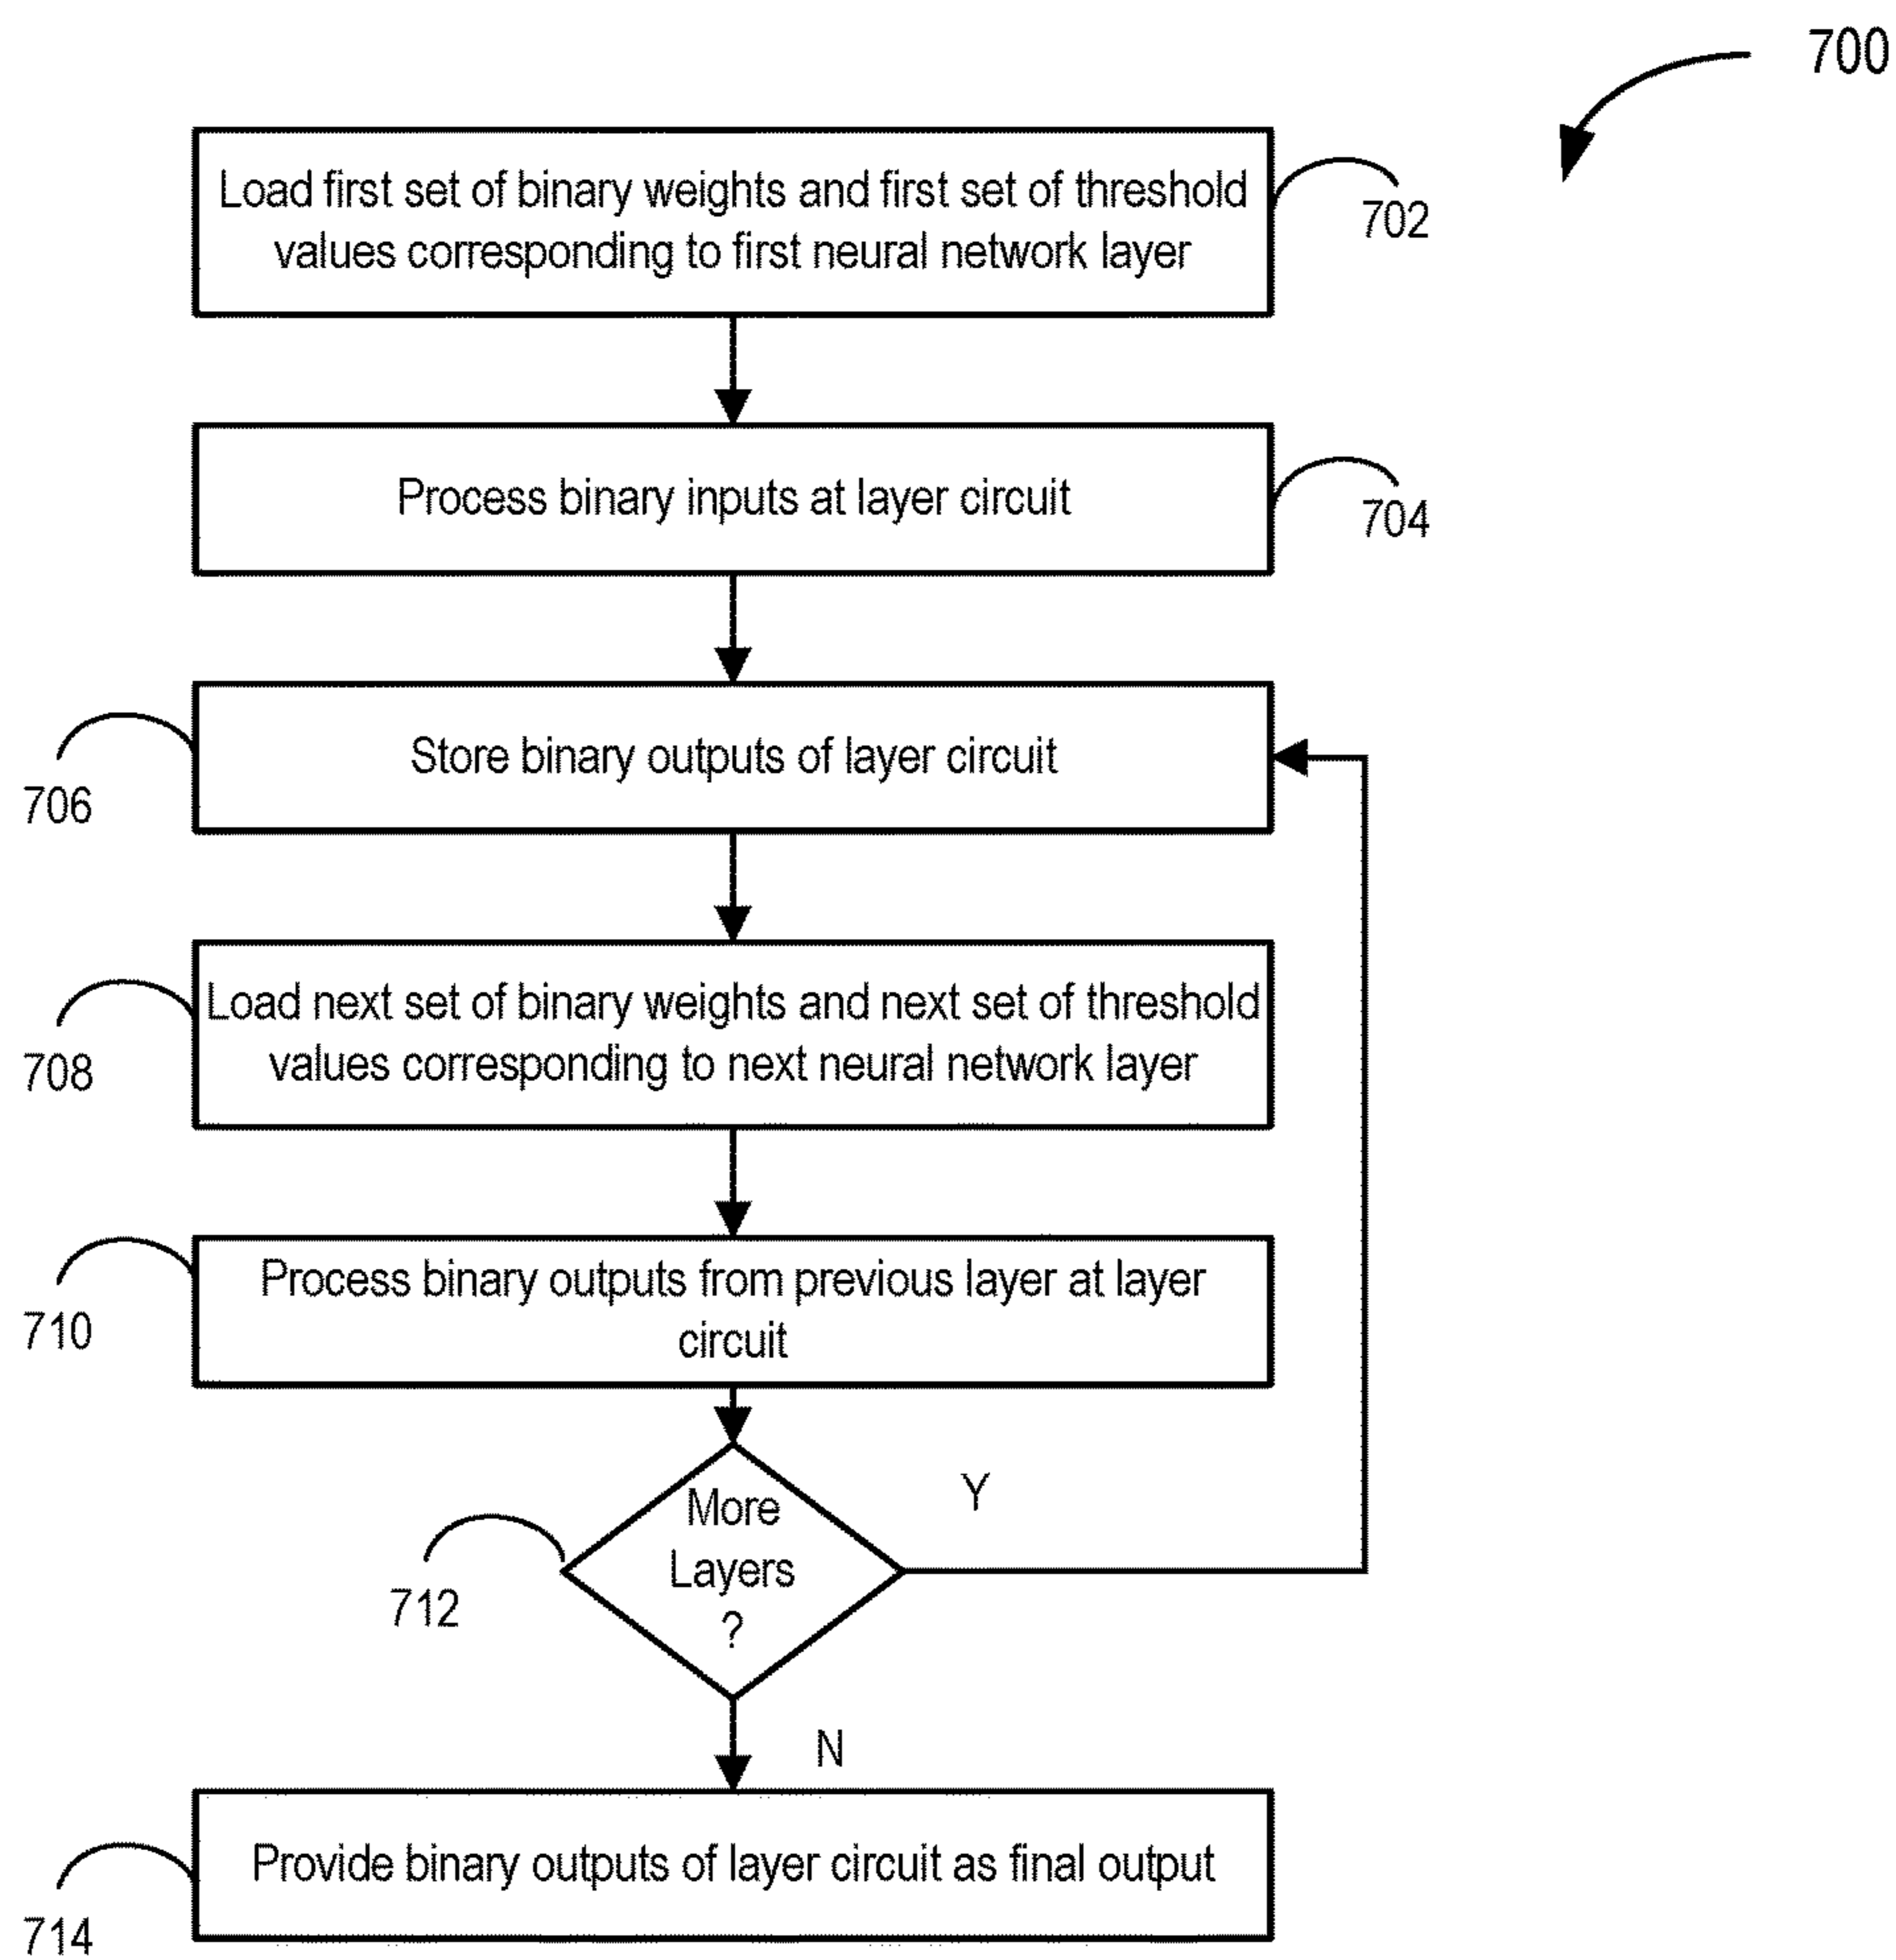 700
Load first set of binary weights and first set of threshold
values corresponding to first neural network layer
702
Process binary inputs at layer circuit
704
Store binary outputs of layer circuit
706
Load next set of binary weights and next set of threshold
values corresponding to next neural network layer
708
Process binary outputs from previous layer at layer
circuit
710
More
Layers
?
Y
712
N
Provide binary outputs of layer circuit as final output
714